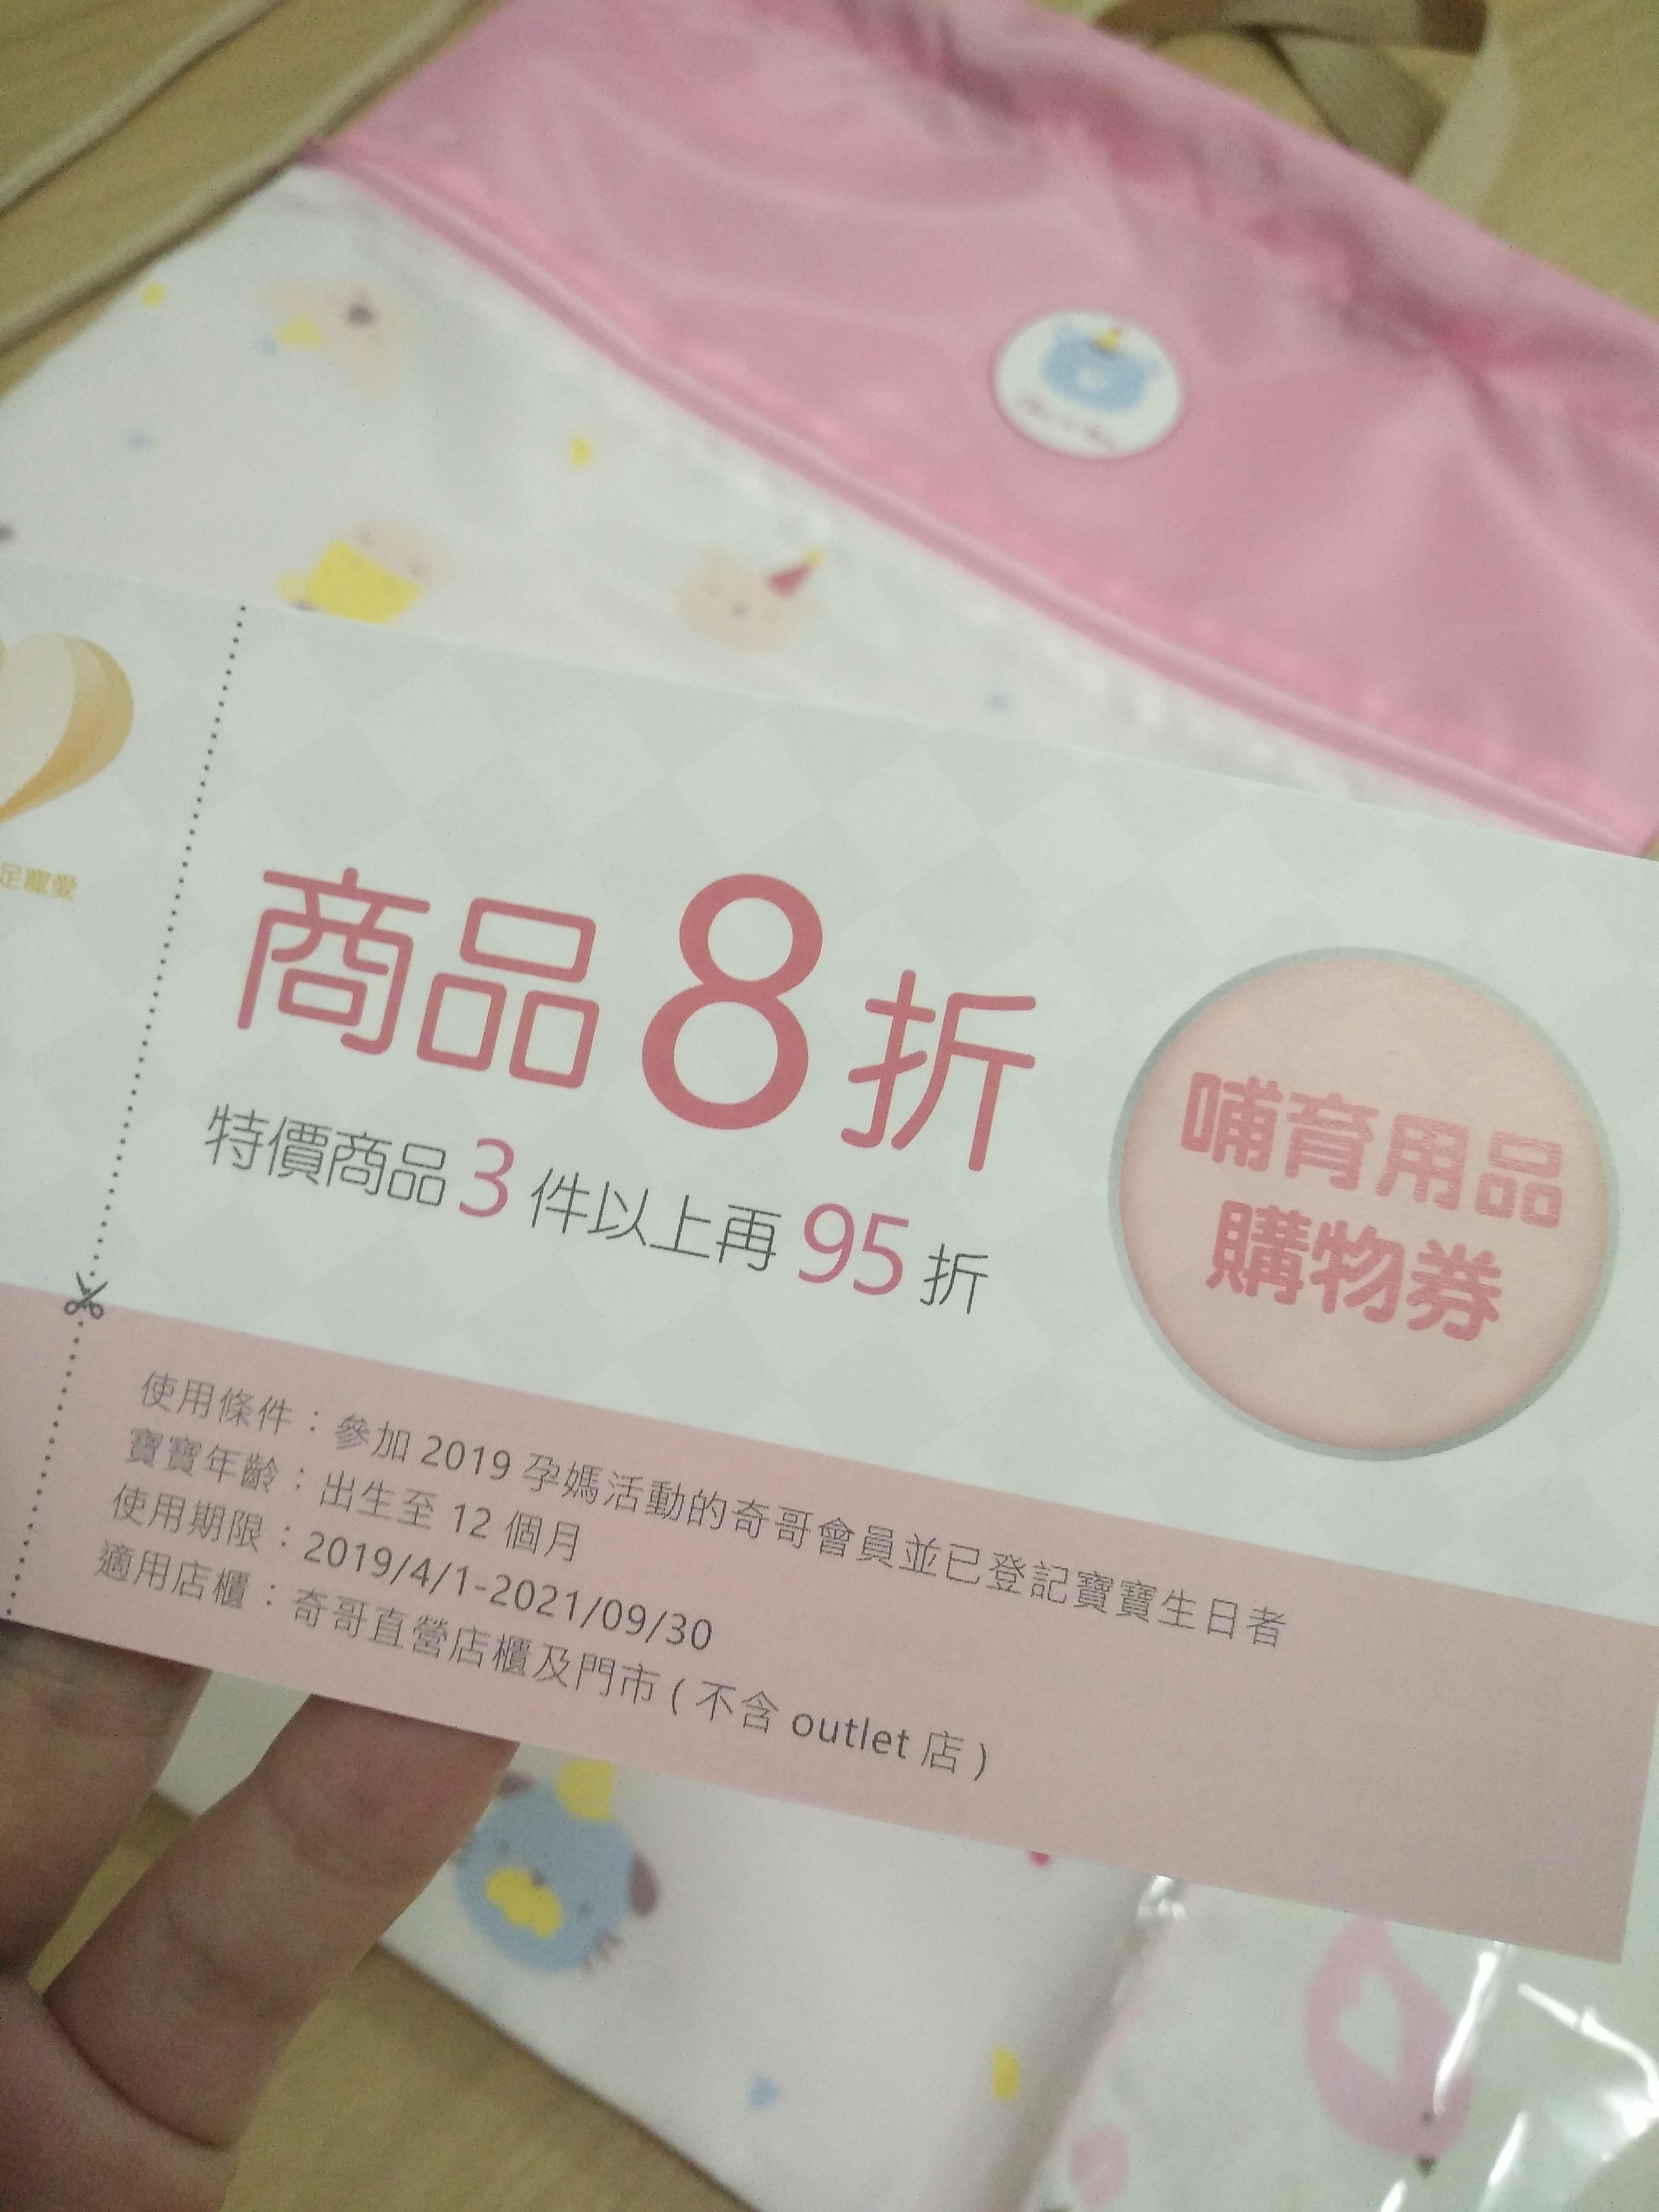 足寵愛
商品8折
特價商品3件以上再95折
哺育用品
購物券
使用條件：參加 2019 孕媽活動的奇哥會員並已登記寶寶生日者
寶寶年齡：出生至 12 個月
使用期限：2019/4/1-2021/09/30
適用店櫃：奇哥直營店櫃及門市 ( 不含 outlet 店 )